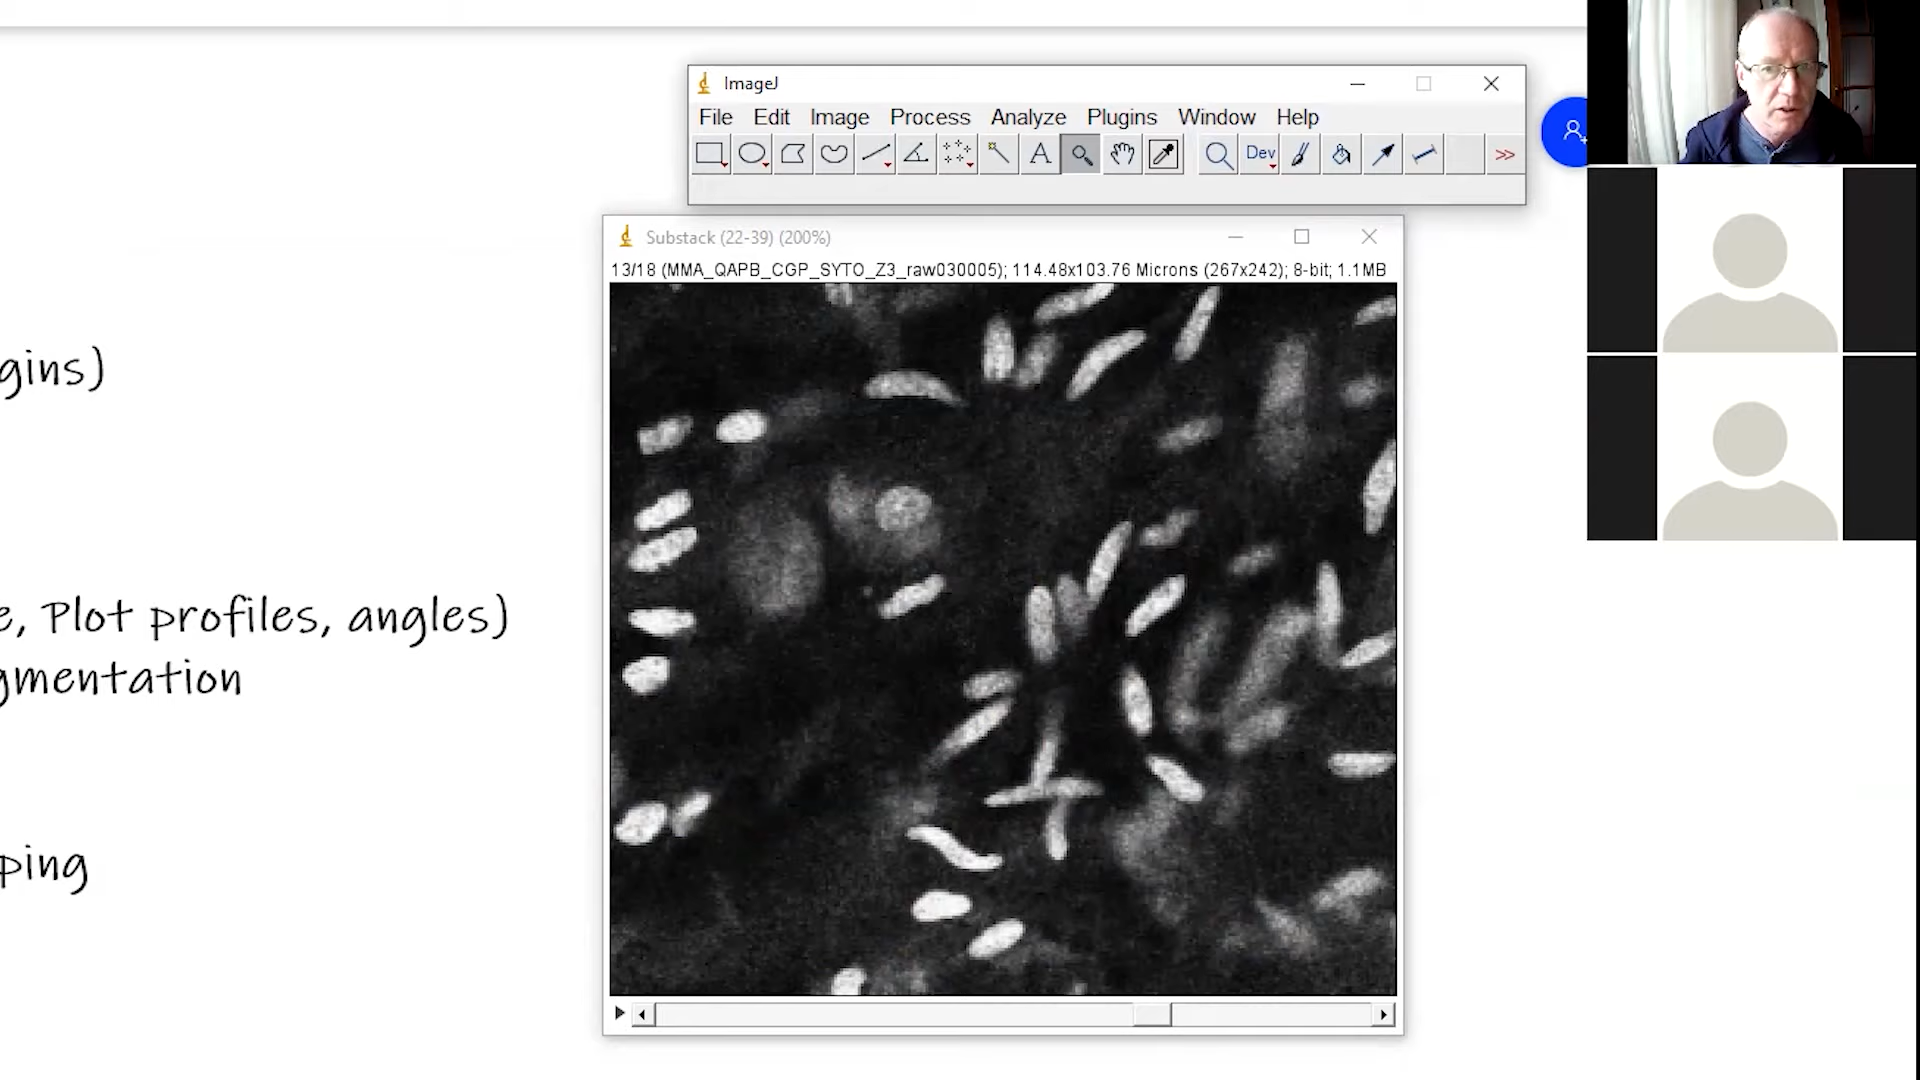 ImageJ
File Edit Image Process Analyze Plugins Window Help
A Dev >>
Substack (22-39) (200%)
13/18 (MMA_QAPB_CGP_SYTO_Z3_raw030005); 114.48x103.76 Microns (267x242); 8-bit; 1.1MB
gins)
e, Plot profiles, angles)
gmentation
ping